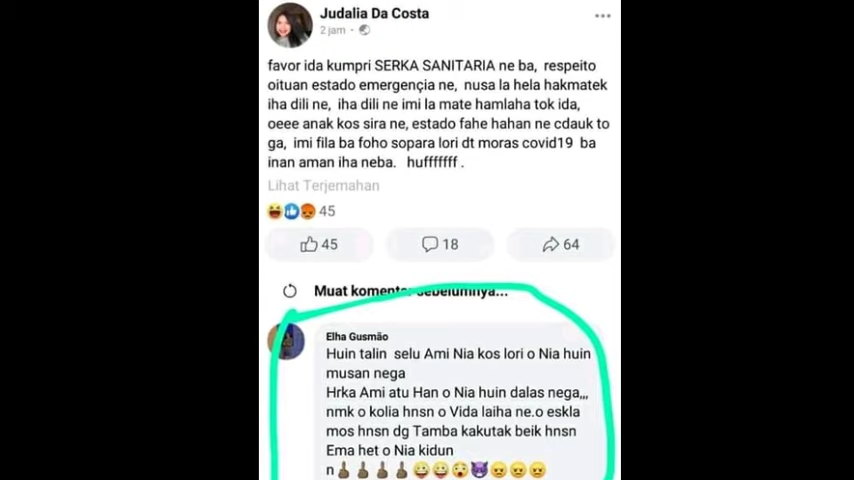 Judalia Da Costa
2 jam
favor ida kumpri SERKA SANITARIA ne ba, respeito
oituan estado emergençia ne, nusa la hela hakmatek
iha dili ne, iha dili ne imi la mate hamlaha tok ida,
oeee anak kos sira ne, estado fahe hahan ne cdauk to
ga, imi fila ba foho sopara lori dt moras covid19 ba
inan aman iha neba. hufffffff .
Lihat Terjemahan
45
45 18 64
Muat komentar sebelumnya...
Elha Gusmão
Huin talin selu Ami Nia kos lori o Nia huin
musan nega
Hrka Ami atu Han o Nia huin dalas nega,,,
nmk o kolia hnsn o Vida laiha ne.o eskla
mos hnsn dg Tamba kakutak beik hnsn
Ema het o Nia kidun
n🖕🏾🖕🏾🖕🏾🖕🏾😜😜😲😈😠😠😠